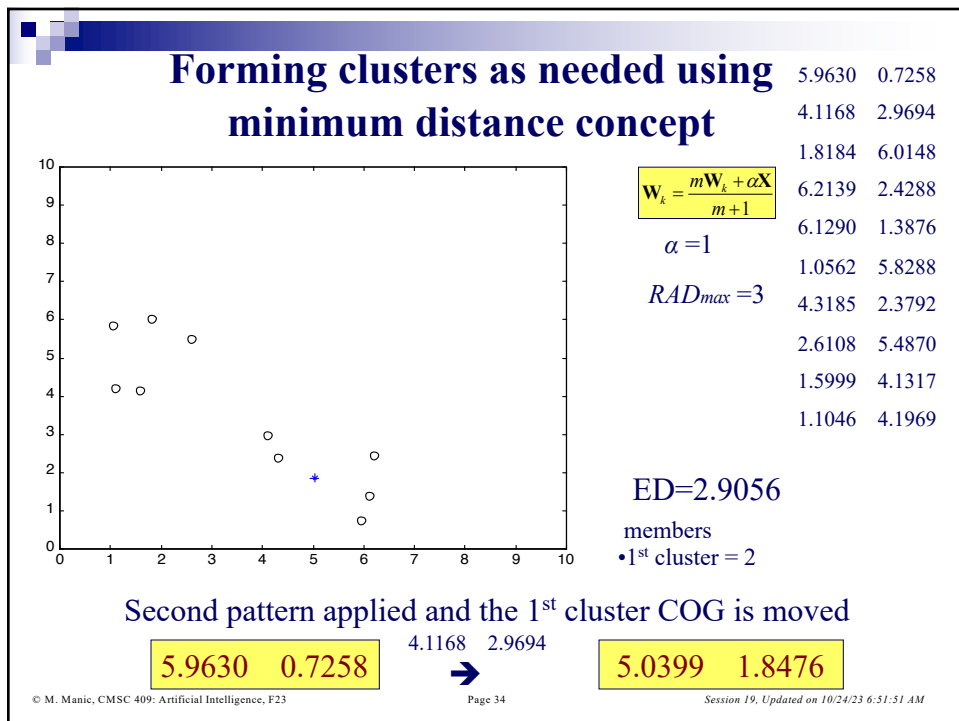 Forming clusters as needed using
minimum distance concept
5.9630 0.7258
4.1168 2.9694
1.8184 6.0148
6.2139 2.4288
6.1290 1.3876
1.0562 5.8288
4.3185 2.3792
2.6108 5.4870
1.5999 4.1317
1.1046 4.1969
W_k = (mW_k + αX) / (m+1)
α =1
RADmax =3
10
9
8
7
6
5
4
3
2
1
0
0 1 2 3 4 5 6 7 8 9 10
ED=2.9056
members
•1st cluster = 2
Second pattern applied and the 1st cluster COG is moved
4.1168 2.9694
5.9630 0.7258 ➔ 5.0399 1.8476
© M. Manic, CMSC 409: Artificial Intelligence, F23 Page 34 Session 19, Updated on 10/24/23 6:51:51 AM